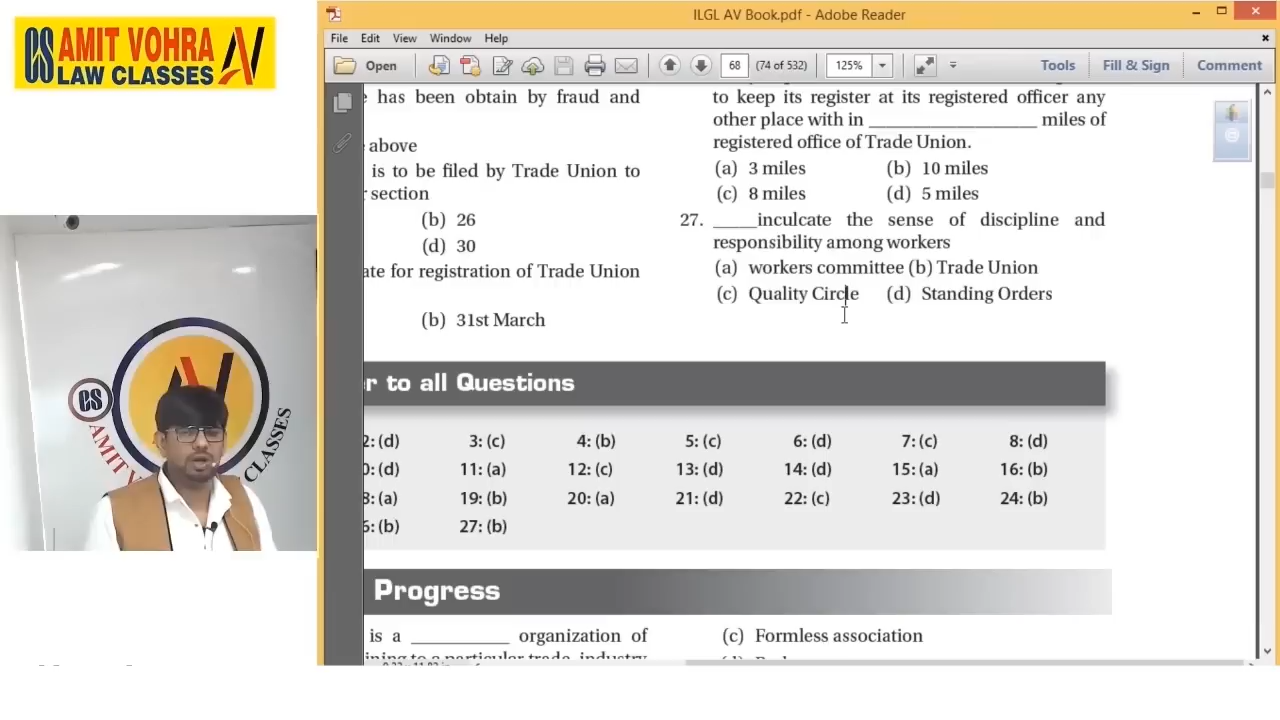 CS AMIT VOHRA
LAW CLASSES
ILGL AV Book.pdf - Adobe Reader
File Edit View Window Help
Open 68 (74 of 532) 125% Tools Fill & Sign Comment
e has been obtain by fraud and
above
is to be filed by Trade Union to
r section
(b) 26
(d) 30
ate for registration of Trade Union
(b) 31st March
to keep its register at its registered officer any
other place with in ____________________ miles of
registered office of Trade Union.
(a) 3 miles (b) 10 miles
(c) 8 miles (d) 5 miles
27. _____inculcate the sense of discipline and
responsibility among workers
(a) workers committee (b) Trade Union
(c) Quality Circle (d) Standing Orders
r to all Questions
2: (d) 3: (c) 4: (b) 5: (c) 6: (d) 7: (c) 8: (d)
0: (d) 11: (a) 12: (c) 13: (d) 14: (d) 15: (a) 16: (b)
8: (a) 19: (b) 20: (a) 21: (d) 22: (c) 23: (d) 24: (b)
6: (b) 27: (b)
Progress
is a __________ organization of
(c) Formless association
CS
AMIT
CLASSES